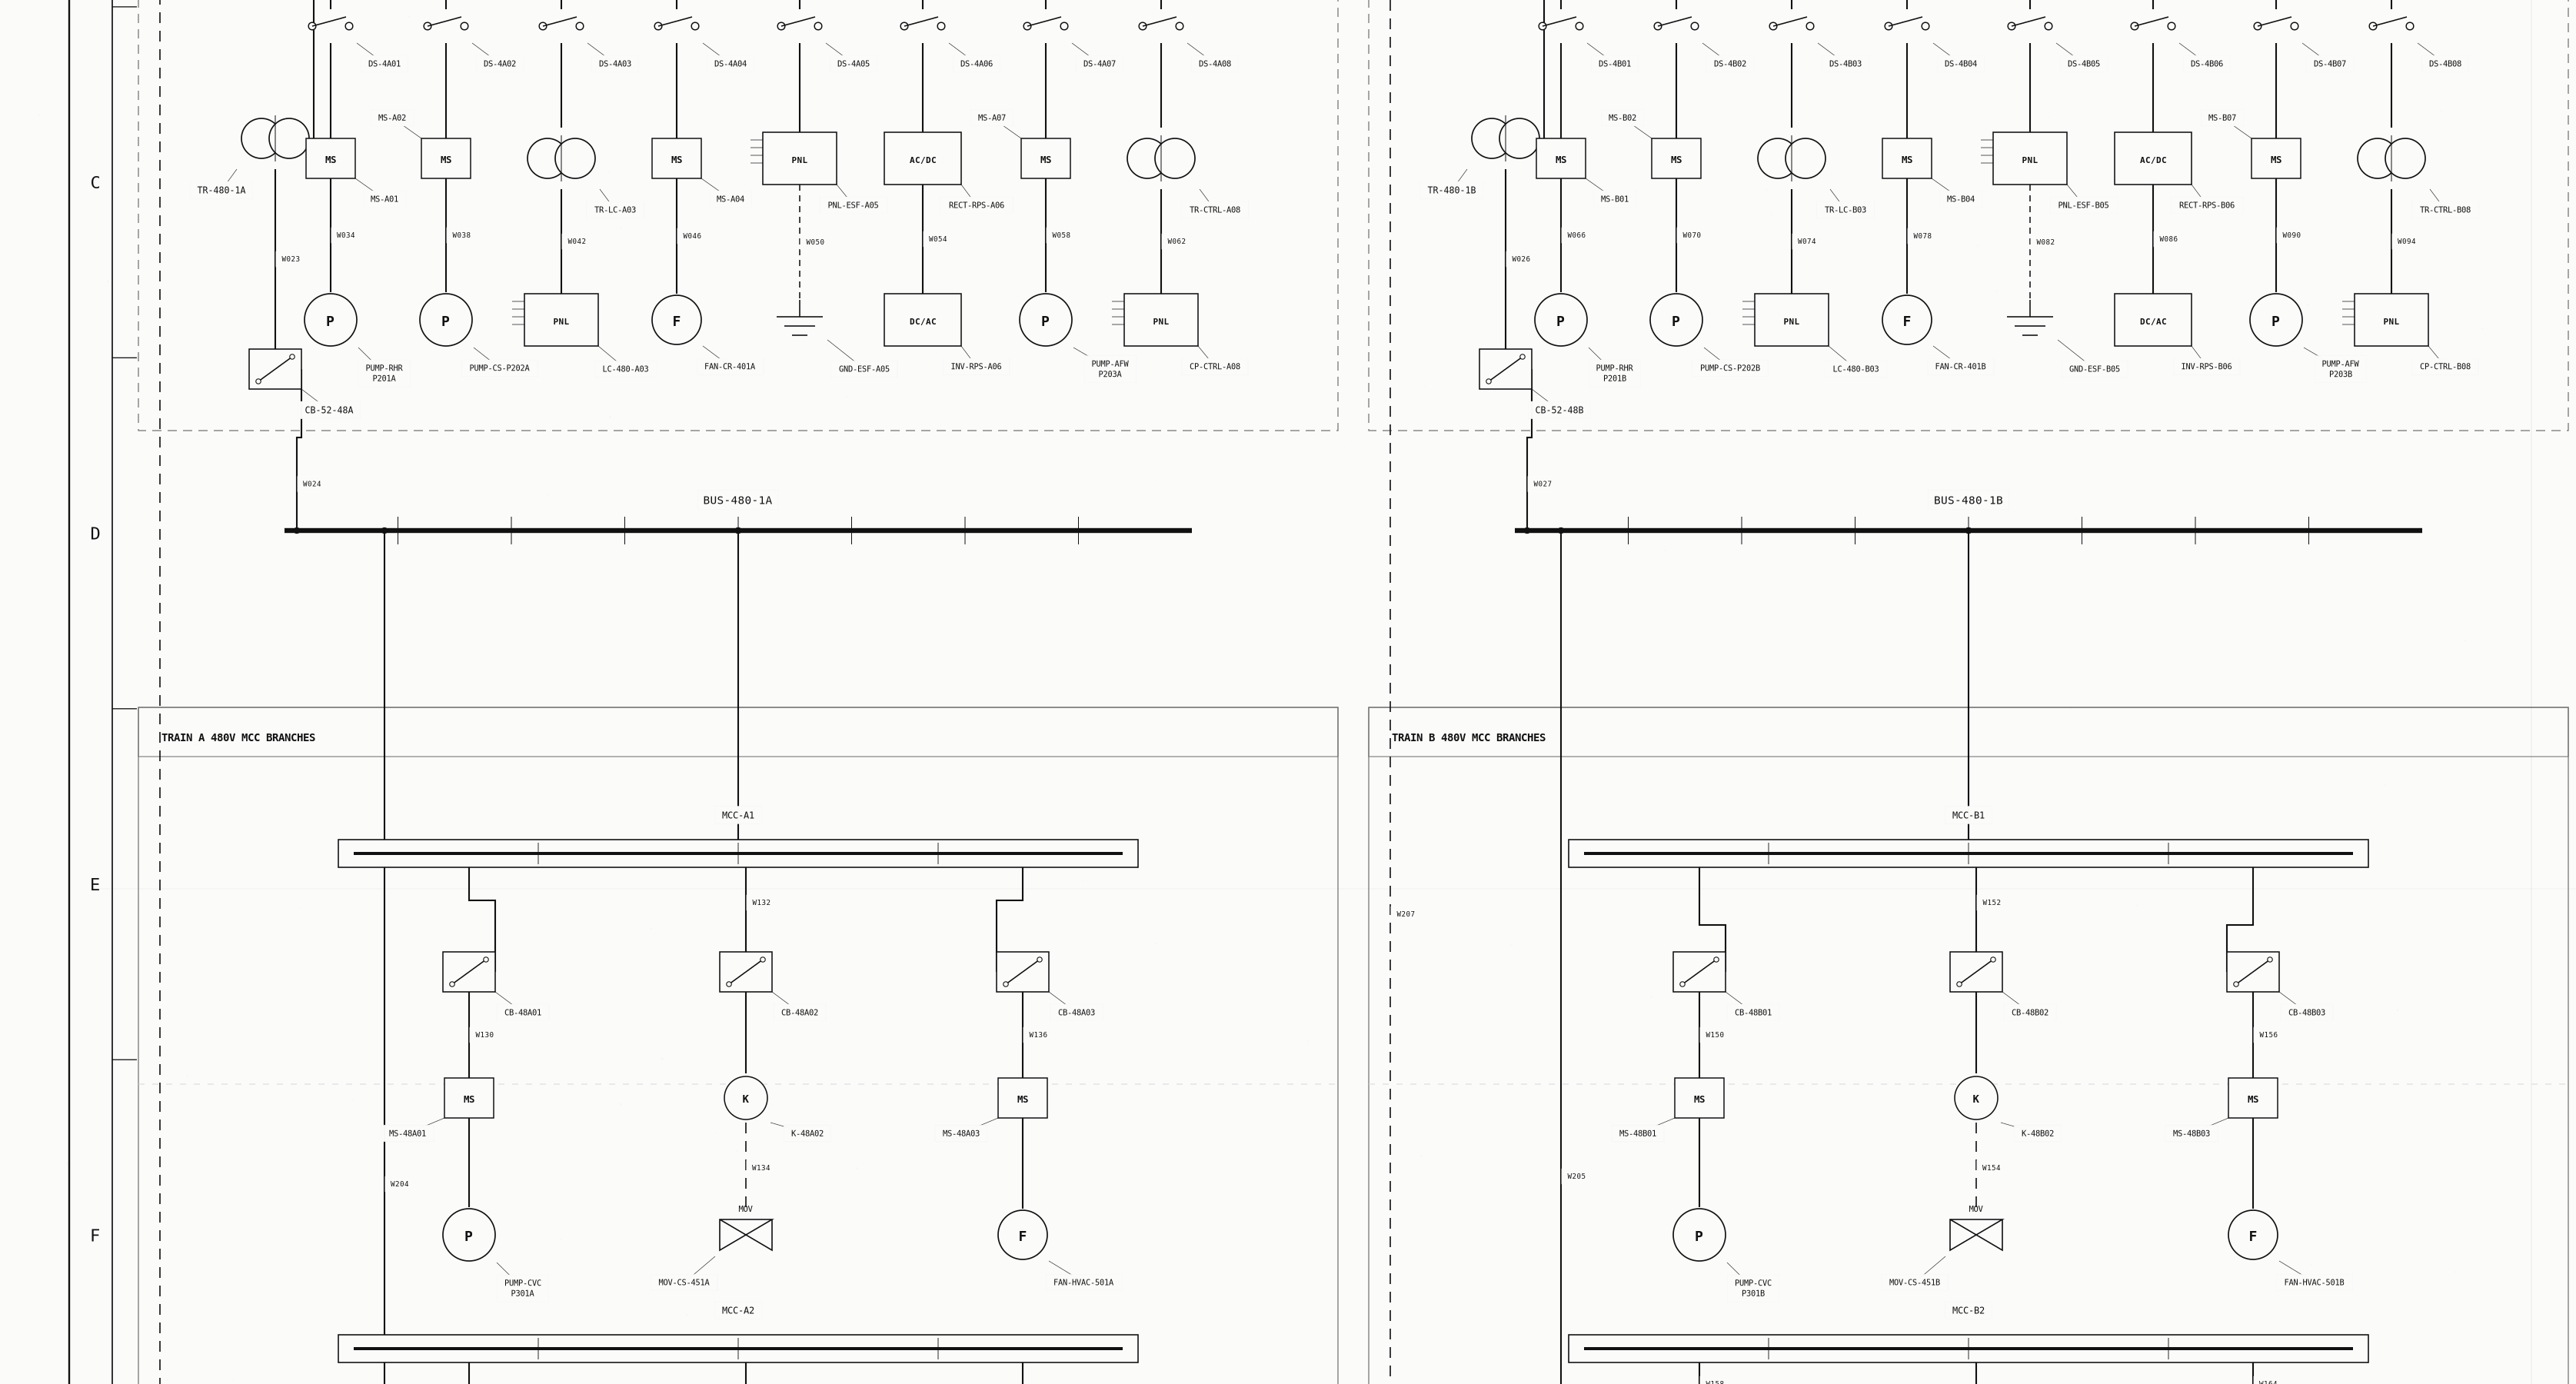 DS-4A01 DS-4A02 DS-4A03 DS-4A04 DS-4A05 DS-4A06 DS-4A07 DS-4A08 DS-4B01 DS-4B02 DS-4B03 DS-4B04 DS-4B05 DS-4B06 DS-4B07 DS-4B08
MS-A02 MS-A07 MS-B02 MS-B07
MS MS MS PNL AC/DC MS MS MS MS PNL AC/DC MS
C
TR-480-1A MS-A01 TR-LC-A03 MS-A04 PNL-ESF-A05 RECT-RPS-A06 TR-CTRL-A08 TR-480-1B MS-B01 TR-LC-B03 MS-B04 PNL-ESF-B05 RECT-RPS-B06 TR-CTRL-B08
W034 W038 W042 W046 W050 W054 W058 W062 W066 W070 W074 W078 W082 W086 W090 W094
W023 W026
P P PNL F DC/AC P PNL P P PNL F DC/AC P PNL
PUMP-RHR PUMP-CS-P202A LC-480-A03 FAN-CR-401A GND-ESF-A05 INV-RPS-A06 PUMP-AFW CP-CTRL-A08 PUMP-RHR PUMP-CS-P202B LC-480-B03 FAN-CR-401B GND-ESF-B05 INV-RPS-B06 PUMP-AFW CP-CTRL-B08
P201A P203A P201B P203B
CB-52-48A CB-52-48B
W024 W027
BUS-480-1A BUS-480-1B
D
TRAIN A 480V MCC BRANCHES TRAIN B 480V MCC BRANCHES
MCC-A1 MCC-B1
E
W132 W152
W207
CB-48A01 CB-48A02 CB-48A03 CB-48B01 CB-48B02 CB-48B03
W130 W136 W150 W156
MS K MS MS K MS
MS-48A01 K-48A02 MS-48A03 MS-48B01 K-48B02 MS-48B03
W134 W154
W204 W205
MOV MOV
F
P F P F
PUMP-CVC MOV-CS-451A FAN-HVAC-501A PUMP-CVC MOV-CS-451B FAN-HVAC-501B
P301A P301B
MCC-A2 MCC-B2